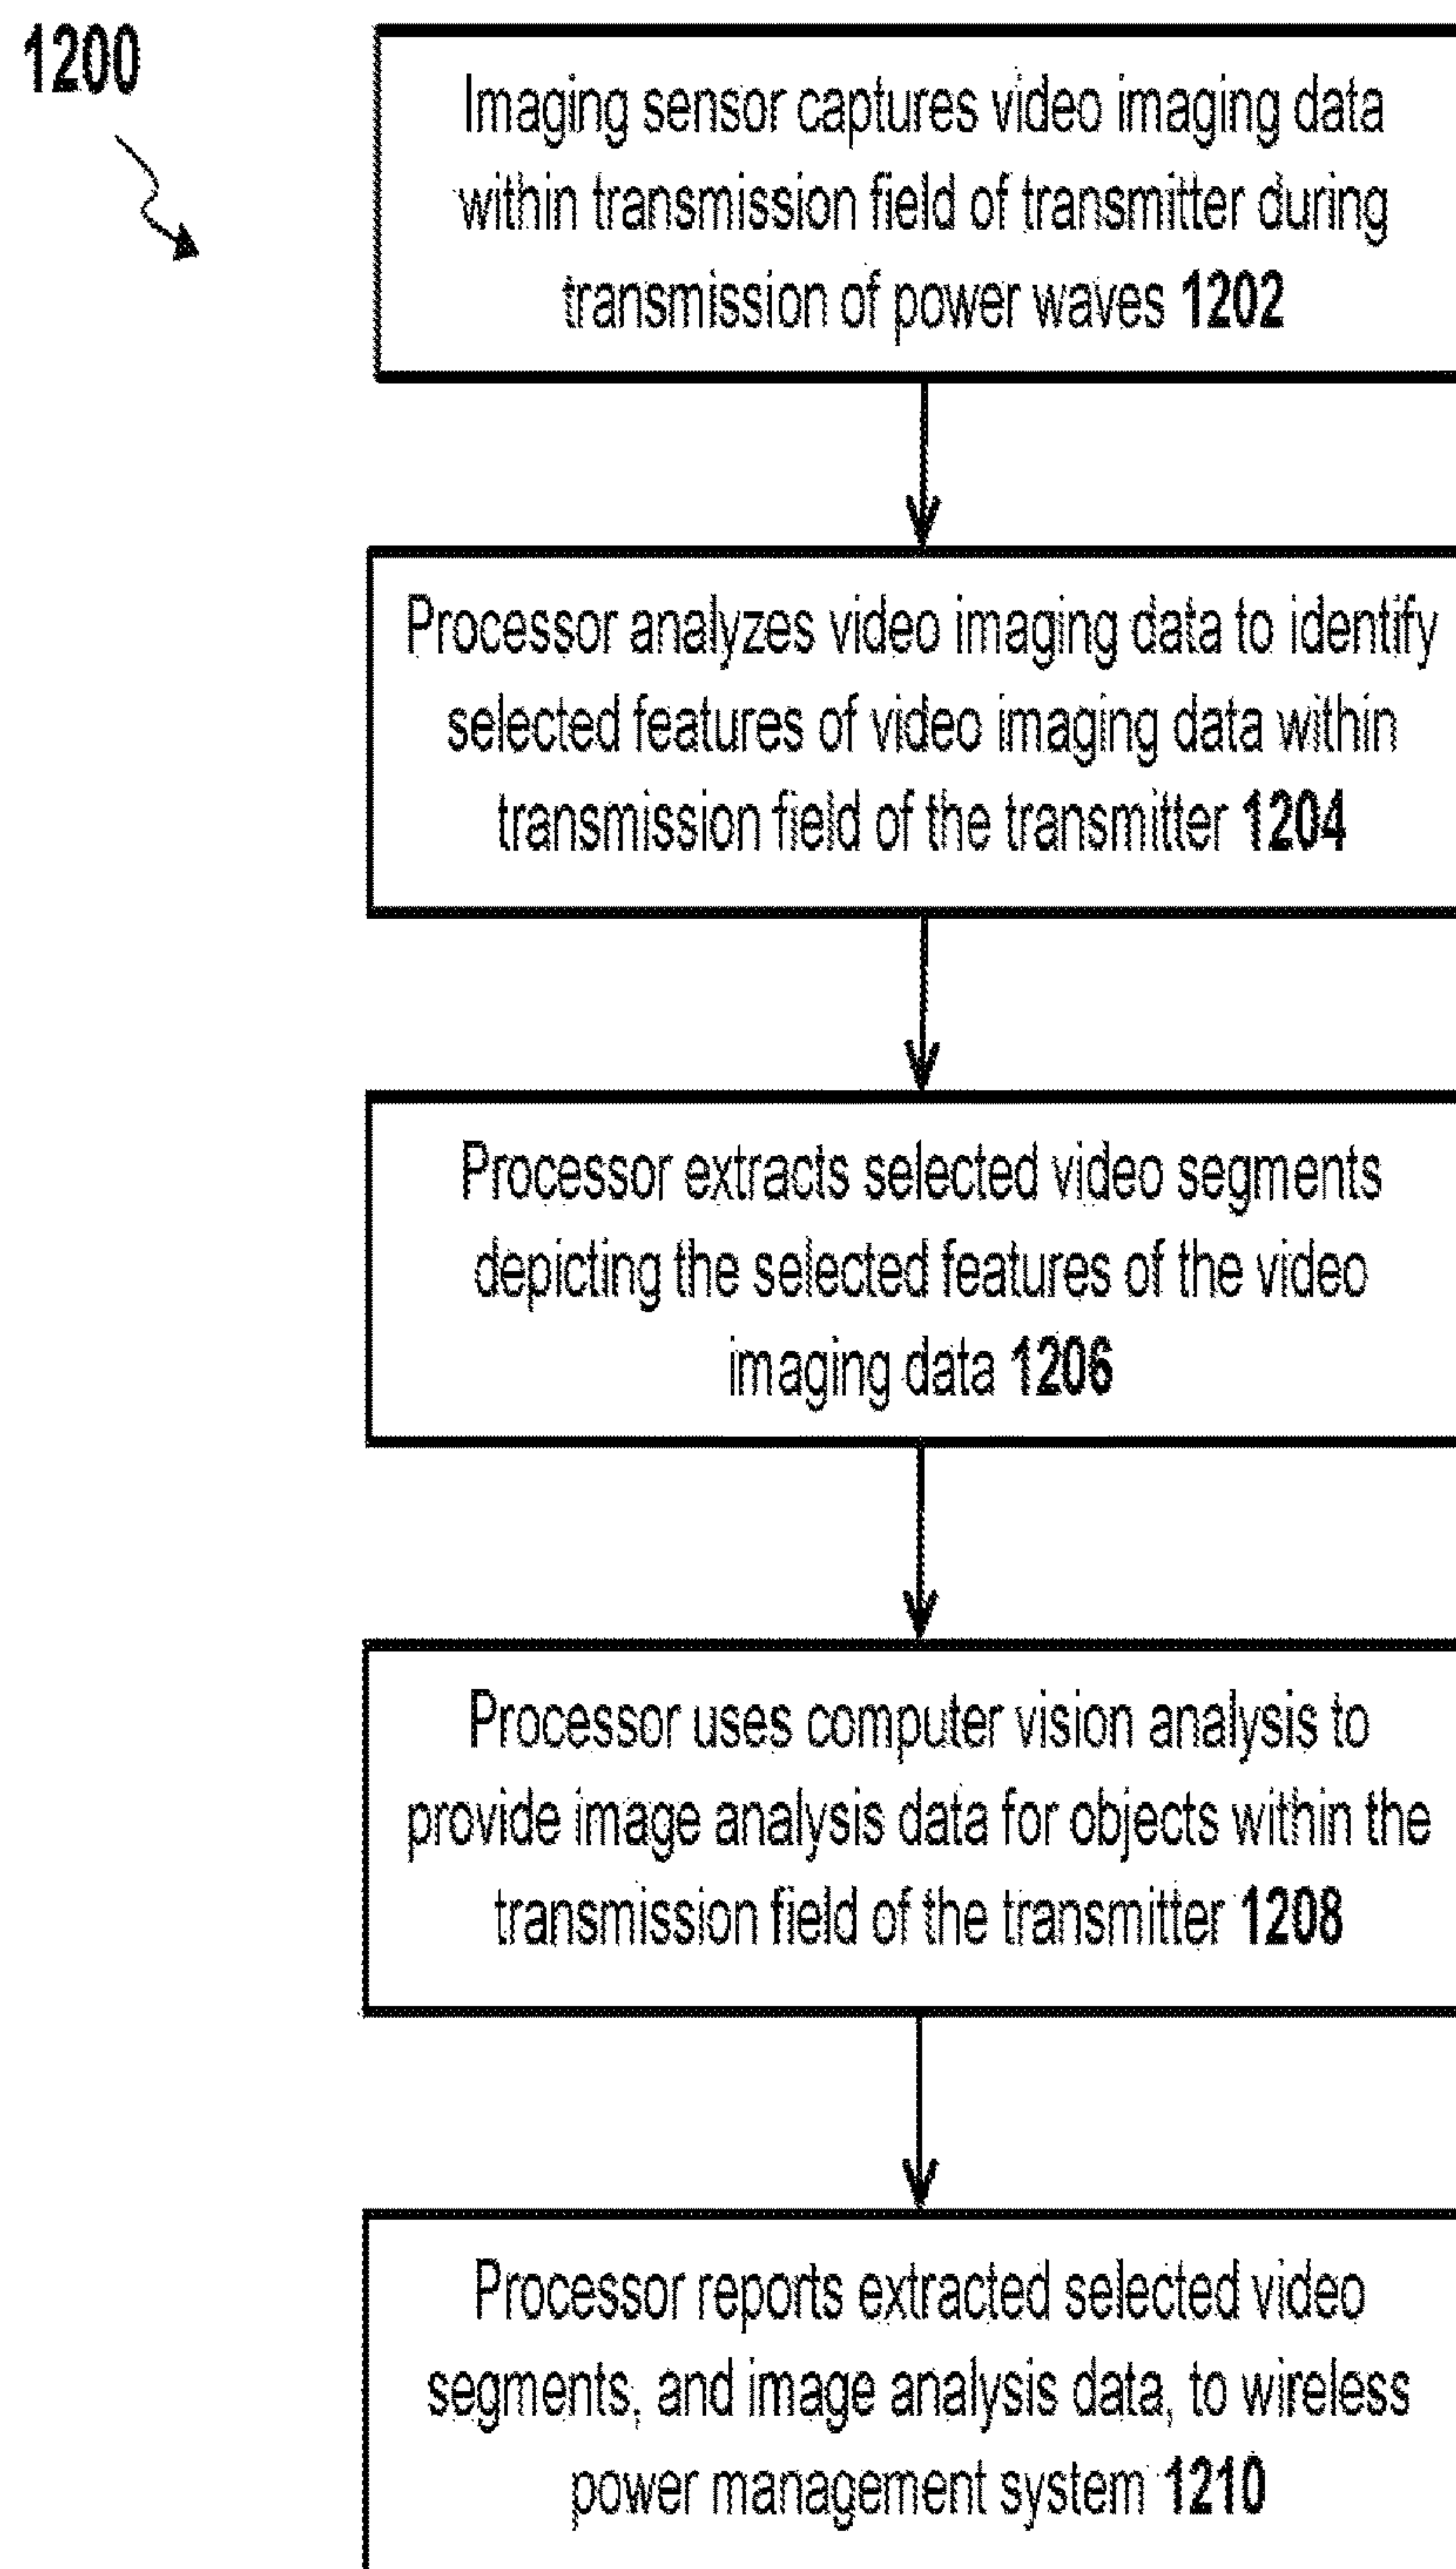 1200
Imaging sensor captures video imaging data
within transmission field of transmitter during
transmission of power waves 1202
Processor analyzes video imaging data to identify
selected features of video imaging data within
transmission field of the transmitter 1204
Processor extracts selected video segments
depicting the selected features of the video
imaging data 1206
Processor uses computer vision analysis to
provide image analysis data for objects within the
transmission field of the transmitter 1208
Processor reports extracted selected video
segments, and image analysis data, to wireless
power management system 1210